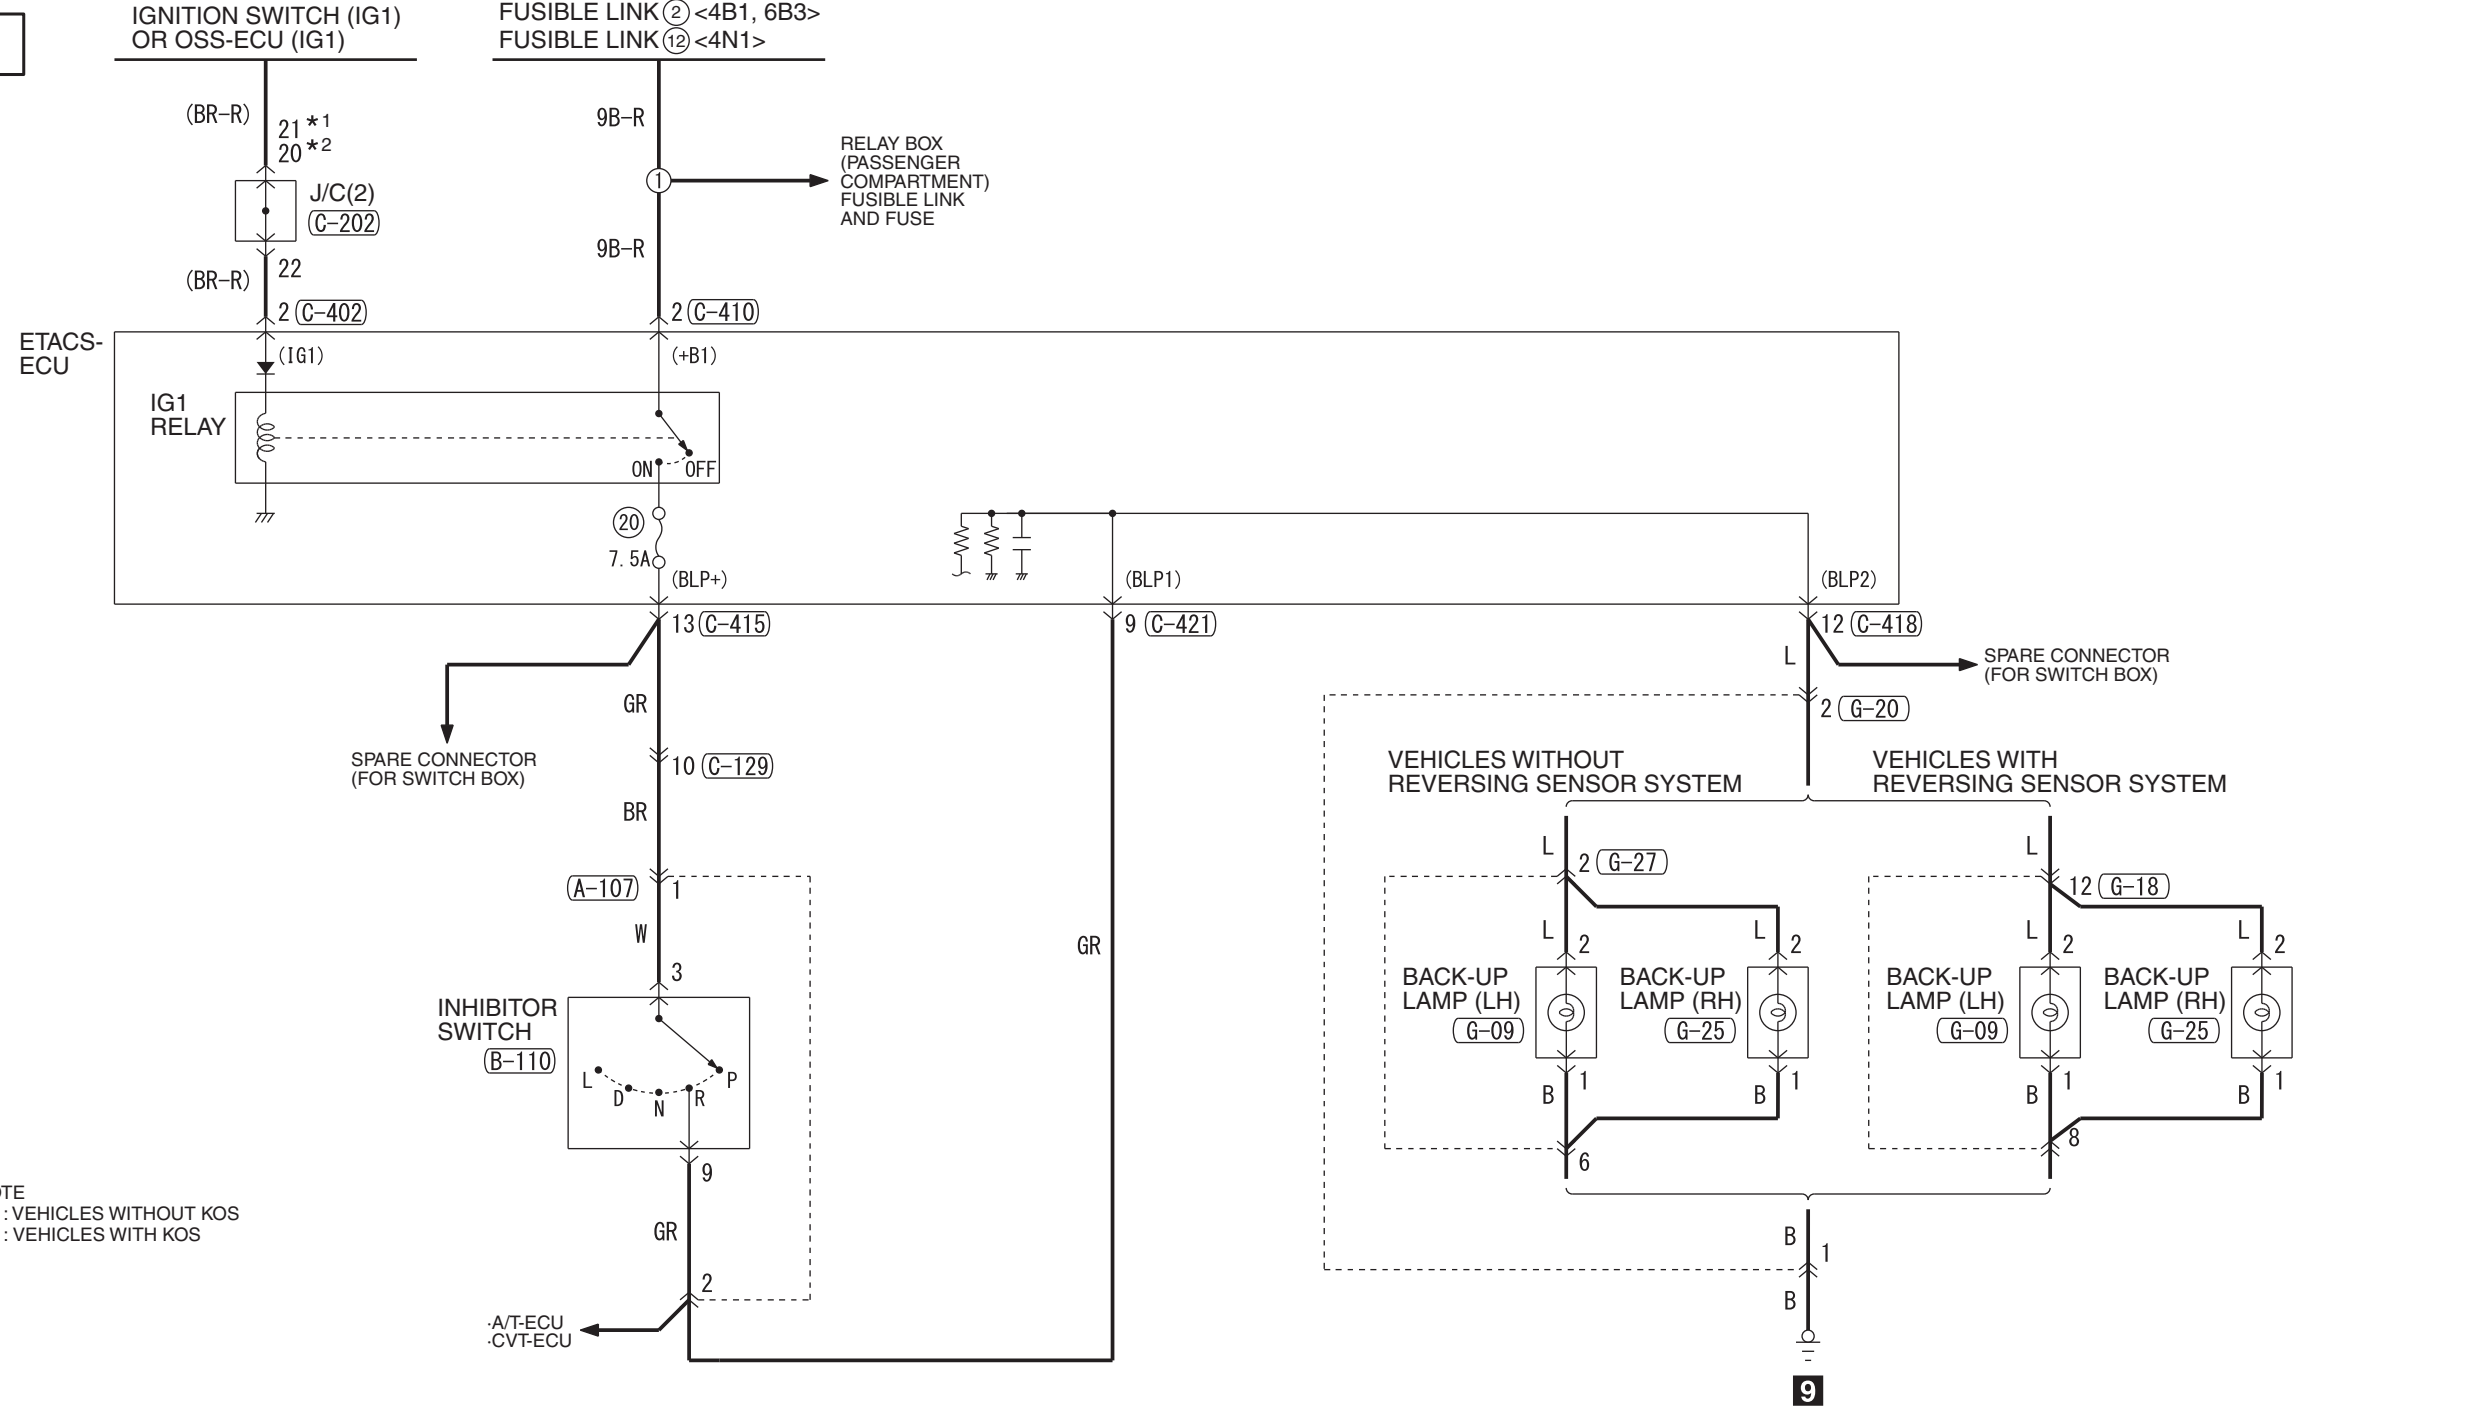 IGNITION SWITCH (IG1)
OR OSS-ECU (IG1)
FUSIBLE LINK ② <4B1, 6B3>
FUSIBLE LINK ⑫ <4N1>
(BR-R)
21 *1
20 *2
J/C(2)
C-202
(BR-R)
22
2 C-402
9B-R
①
RELAY BOX
(PASSENGER
COMPARTMENT)
FUSIBLE LINK
AND FUSE
9B-R
2 C-410
ETACS-
ECU
(IG1)
(+B1)
IG1
RELAY
ON
OFF
⑳
7.5A
(BLP+)
(BLP1)
(BLP2)
13 C-415
9 C-421
12 C-418
L
SPARE CONNECTOR
(FOR SWITCH BOX)
2 G-20
GR
SPARE CONNECTOR
(FOR SWITCH BOX)
10 C-129
BR
A-107
1
W
3
INHIBITOR
SWITCH
B-110
L
D
N
R
P
9
GR
2
·A/T-ECU
·CVT-ECU
GR
VEHICLES WITHOUT
REVERSING SENSOR SYSTEM
VEHICLES WITH
REVERSING SENSOR SYSTEM
L
2 G-27
L
2
L
2
BACK-UP
LAMP (LH)
G-09
BACK-UP
LAMP (RH)
G-25
1
B
1
B
6
L
12 G-18
L
2
L
2
BACK-UP
LAMP (LH)
G-09
BACK-UP
LAMP (RH)
G-25
1
B
1
B
8
B
1
B
9
: VEHICLES WITHOUT KOS
: VEHICLES WITH KOS